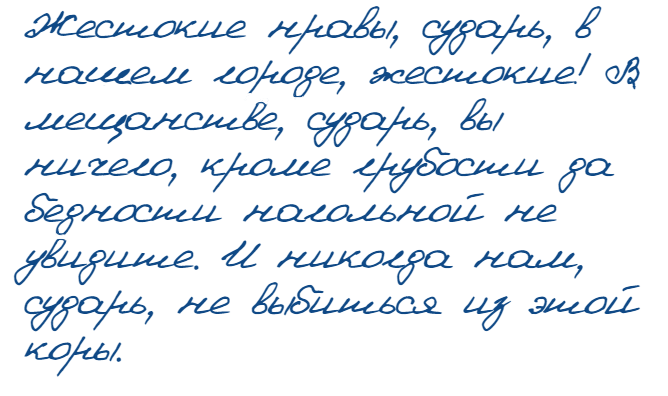 Жестокие нравы, сударь, в
нашем городе, жестокие! В
мещанстве, сударь, вы
ничего, кроме грубости да
бедности нагольной не
увидите. И никогда нам,
сударь, не выбиться из этой
коры.